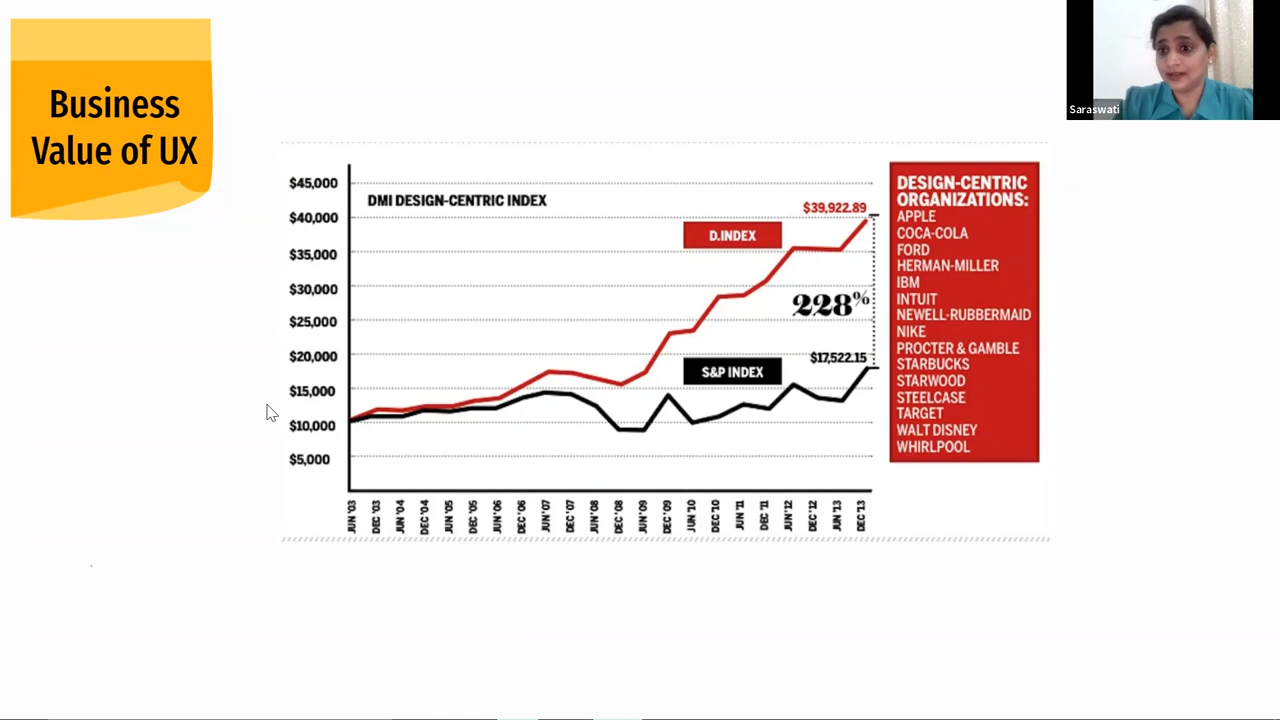 Business
Value of UX
Saraswati
DMI DESIGN-CENTRIC INDEX
$45,000
$40,000
$35,000
$30,000
$25,000
$20,000
$15,000
$10,000
$5,000
$39,922.89
D.INDEX
228%
$17,522.15
S&P INDEX
JUN '03
DEC '03
JUN '04
DEC '04
JUN '05
DEC '05
JUN '06
DEC '06
JUN '07
DEC '07
JUN '08
DEC '08
JUN '09
DEC '09
JUN '10
DEC '10
JUN '11
DEC '11
JUN '12
DEC '12
JUN '13
DEC '13
DESIGN-CENTRIC
ORGANIZATIONS:
APPLE
COCA-COLA
FORD
HERMAN-MILLER
IBM
INTUIT
NEWELL-RUBBERMAID
NIKE
PROCTER & GAMBLE
STARBUCKS
STARWOOD
STEELCASE
TARGET
WALT DISNEY
WHIRLPOOL